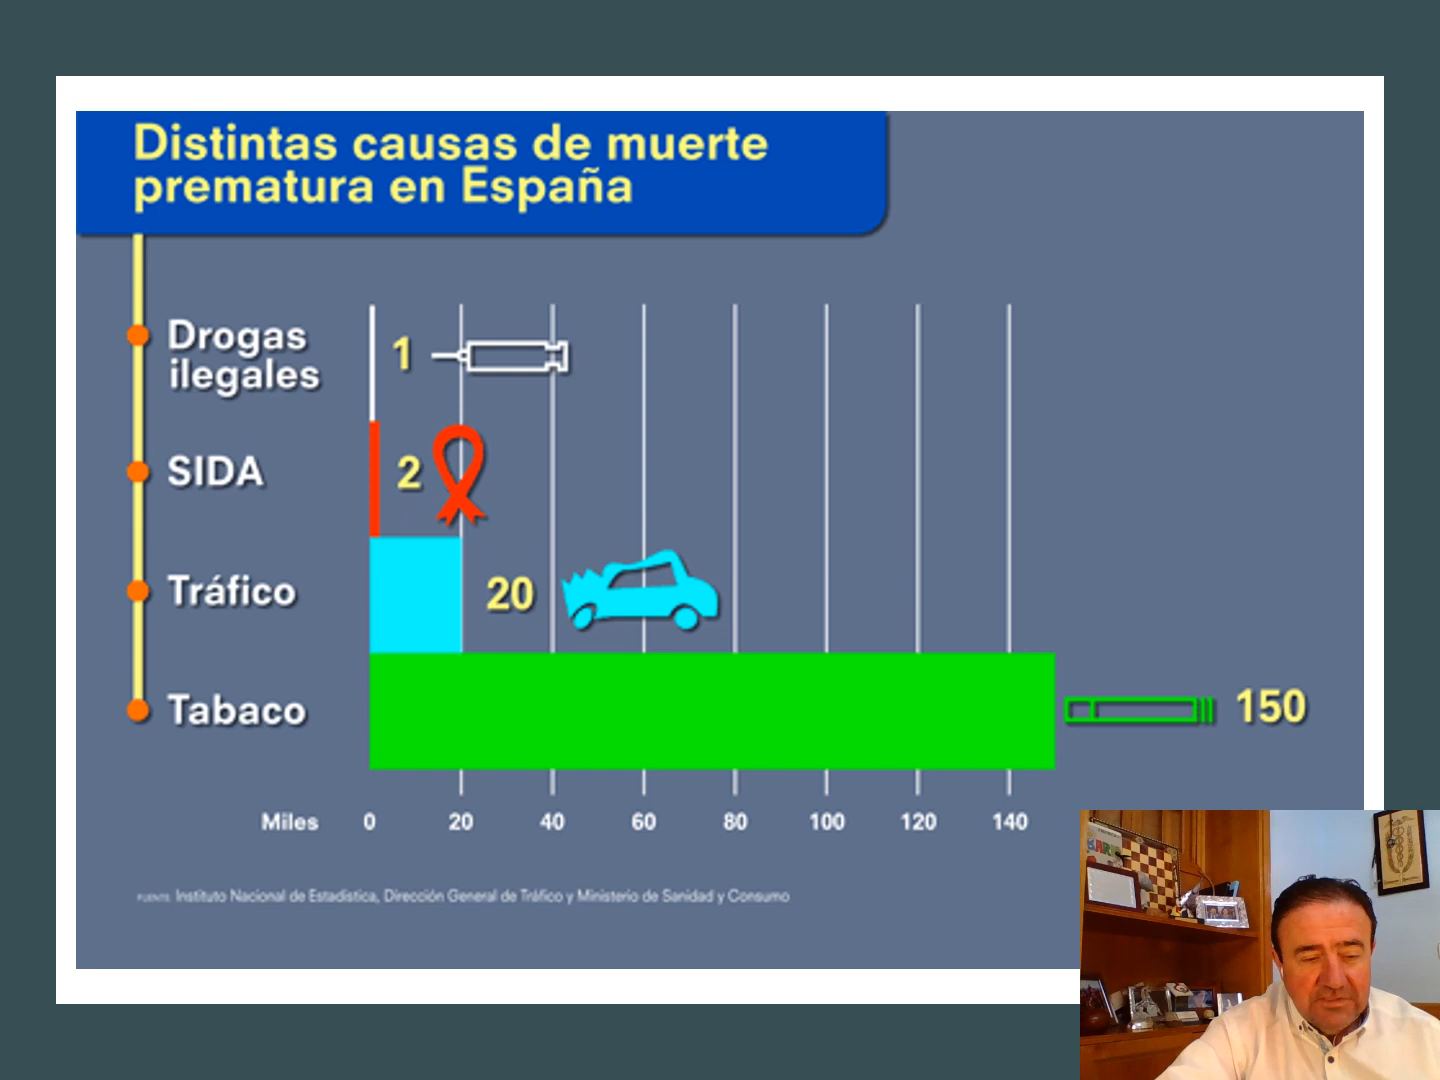 Distintas causas de muerte
prematura en España
Drogas
ilegales
1
SIDA
2
Tráfico
20
Tabaco
150
Miles 0 20 40 60 80 100 120 140
FUENTE: Instituto Nacional de Estadística, Dirección General de Tráfico y Ministerio de Sanidad y Consumo